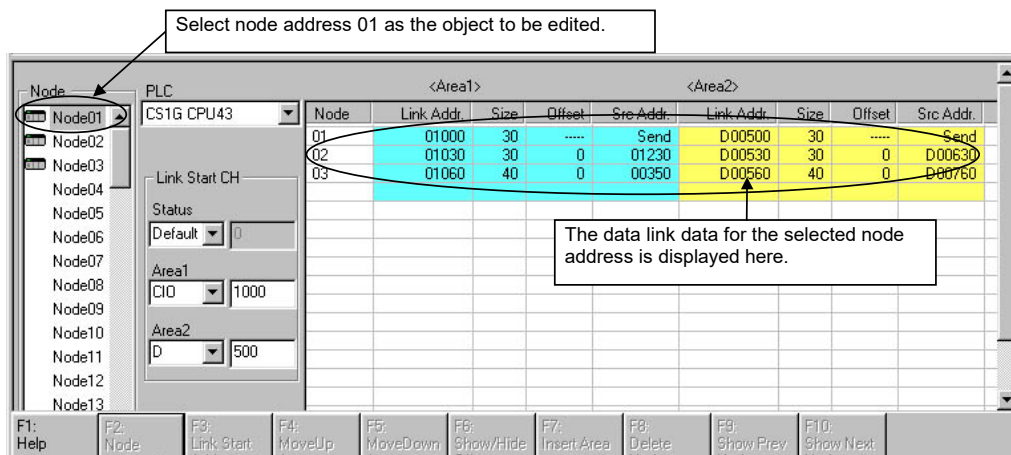 Select node address 01 as the object to be edited.
<Area1> <Area2>
Node PLC
Node01 CS1G CPU43 Node Link Addr. Size Offset Src Addr. Link Addr. Size Offset Src Addr.
01 01000 30 ----- Send D00500 30 ----- Send
Node02 02 01030 30 0 01230 D00530 30 0 D00630
Node03 03 01060 40 0 00350 D00560 40 0 D00760
Link Start CH
Node04
Node05 Status
Node06 Default 0
The data link data for the selected node
address is displayed here.
Node07
Area1
Node08 CIO 1000
Node09
Node10 Area2
Node11 D 500
Node12
Node13
F1: F2: F3: F4: F5: F6: F7: F8: F9: F10:
Help Node Link Start MoveUp MoveDown Show/Hide Insert Area Delete Show Prev Show Next